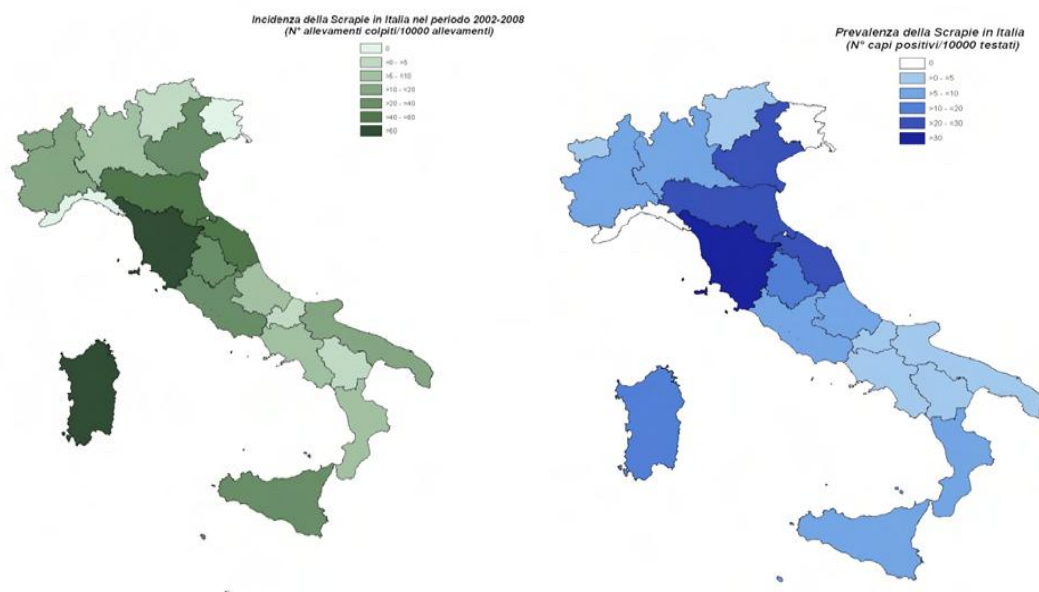 Incidenza della Scrapie in Italia nel periodo 2002-2008
(N° allevamenti colpiti/10000 allevamenti)
0
>0 - ≤5
>5 - ≤10
>10 - ≤20
>20 - ≤40
>40 - ≤60
>60
Prevalenza della Scrapie in Italia
(N° capi positivi/10000 testati)
0
>0 - ≤5
>5 - ≤10
>10 - ≤20
>20 - ≤30
>30